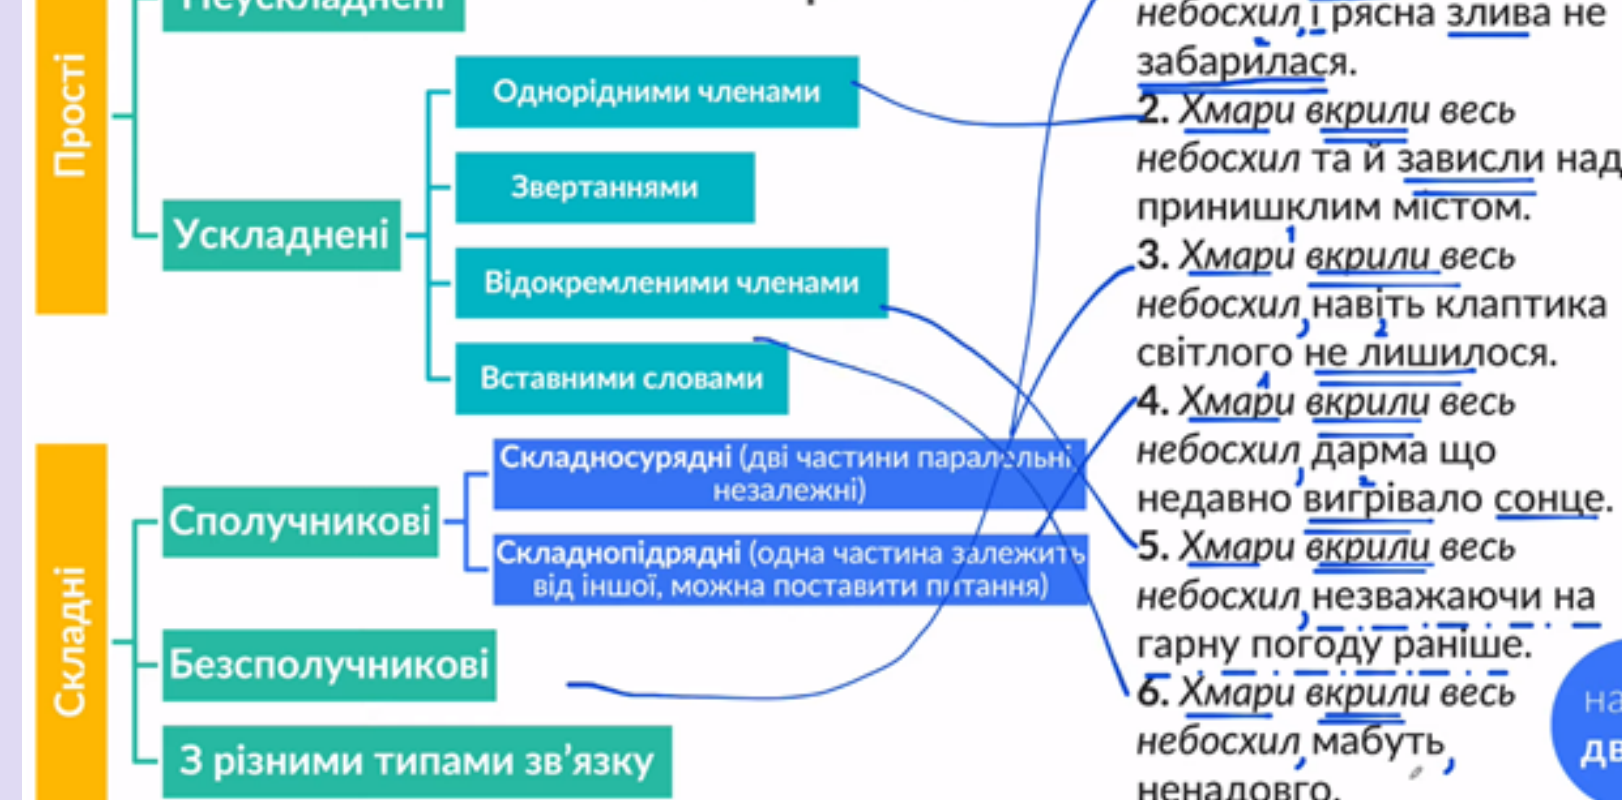 Неускладнені
Прості
Однорідними членами
Звертаннями
Ускладнені
Відокремленими членами
Вставними словами
Складносурядні (дві частини паралельні
незалежні)
Сполучникові
Складнопідрядні (одна частина залежить
від іншої, можна поставити питання)
Складні
Безсполучникові
З різними типами зв’язку
небосхил, і рясна злива не
забарилася.
2. Хмари вкрили весь
небосхил та й зависли над
принишклим містом.
3. Хмари вкрили весь
небосхил, навіть клаптика
світлого не лишилося.
4. Хмари вкрили весь
небосхил, дарма що
недавно вигрівало сонце.
5. Хмари вкрили весь
небосхил, незважаючи на
гарну погоду раніше.
6. Хмари вкрили весь
небосхил, мабуть,
ненадовго.